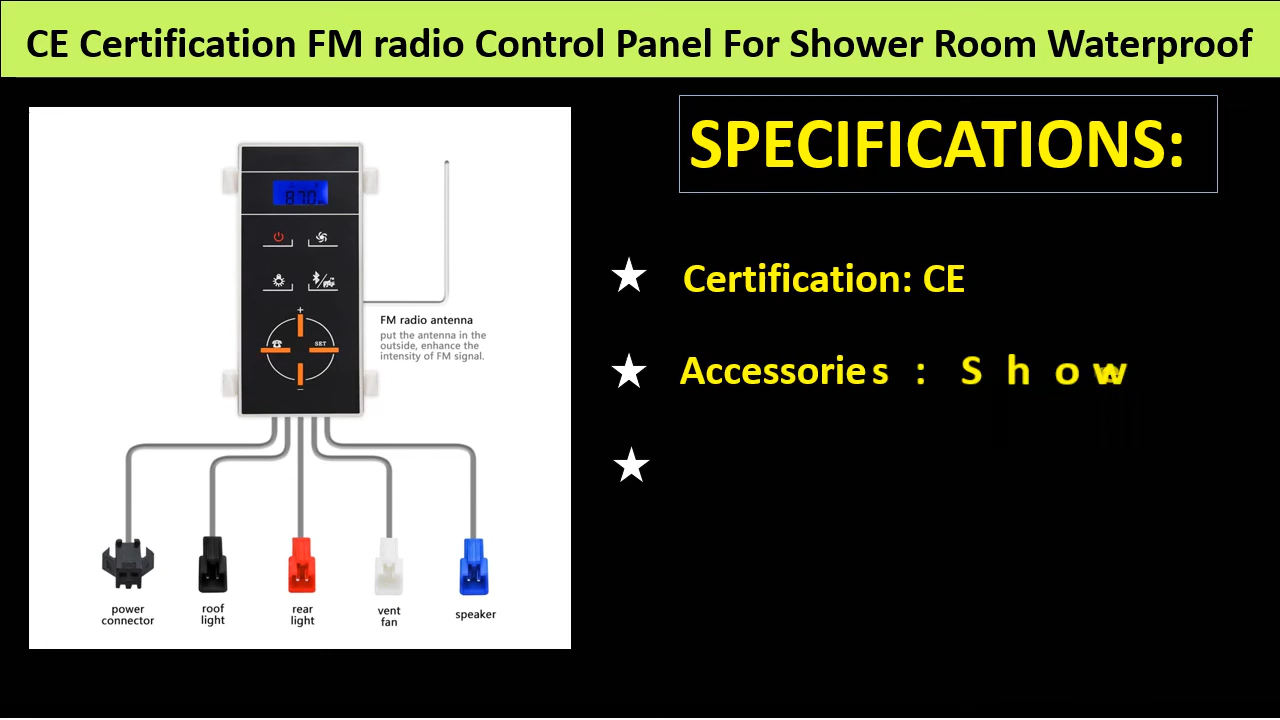 CE Certification FM radio Control Panel For Shower Room Waterproof
SPECIFICATIONS:
Certification: CE
Accessories: Show
870
SET
FM radio antenna
put the antenna in the
outside, enhance the
intensity of FM signal.
power
connector
roof
light
rear
light
vent
fan
speaker